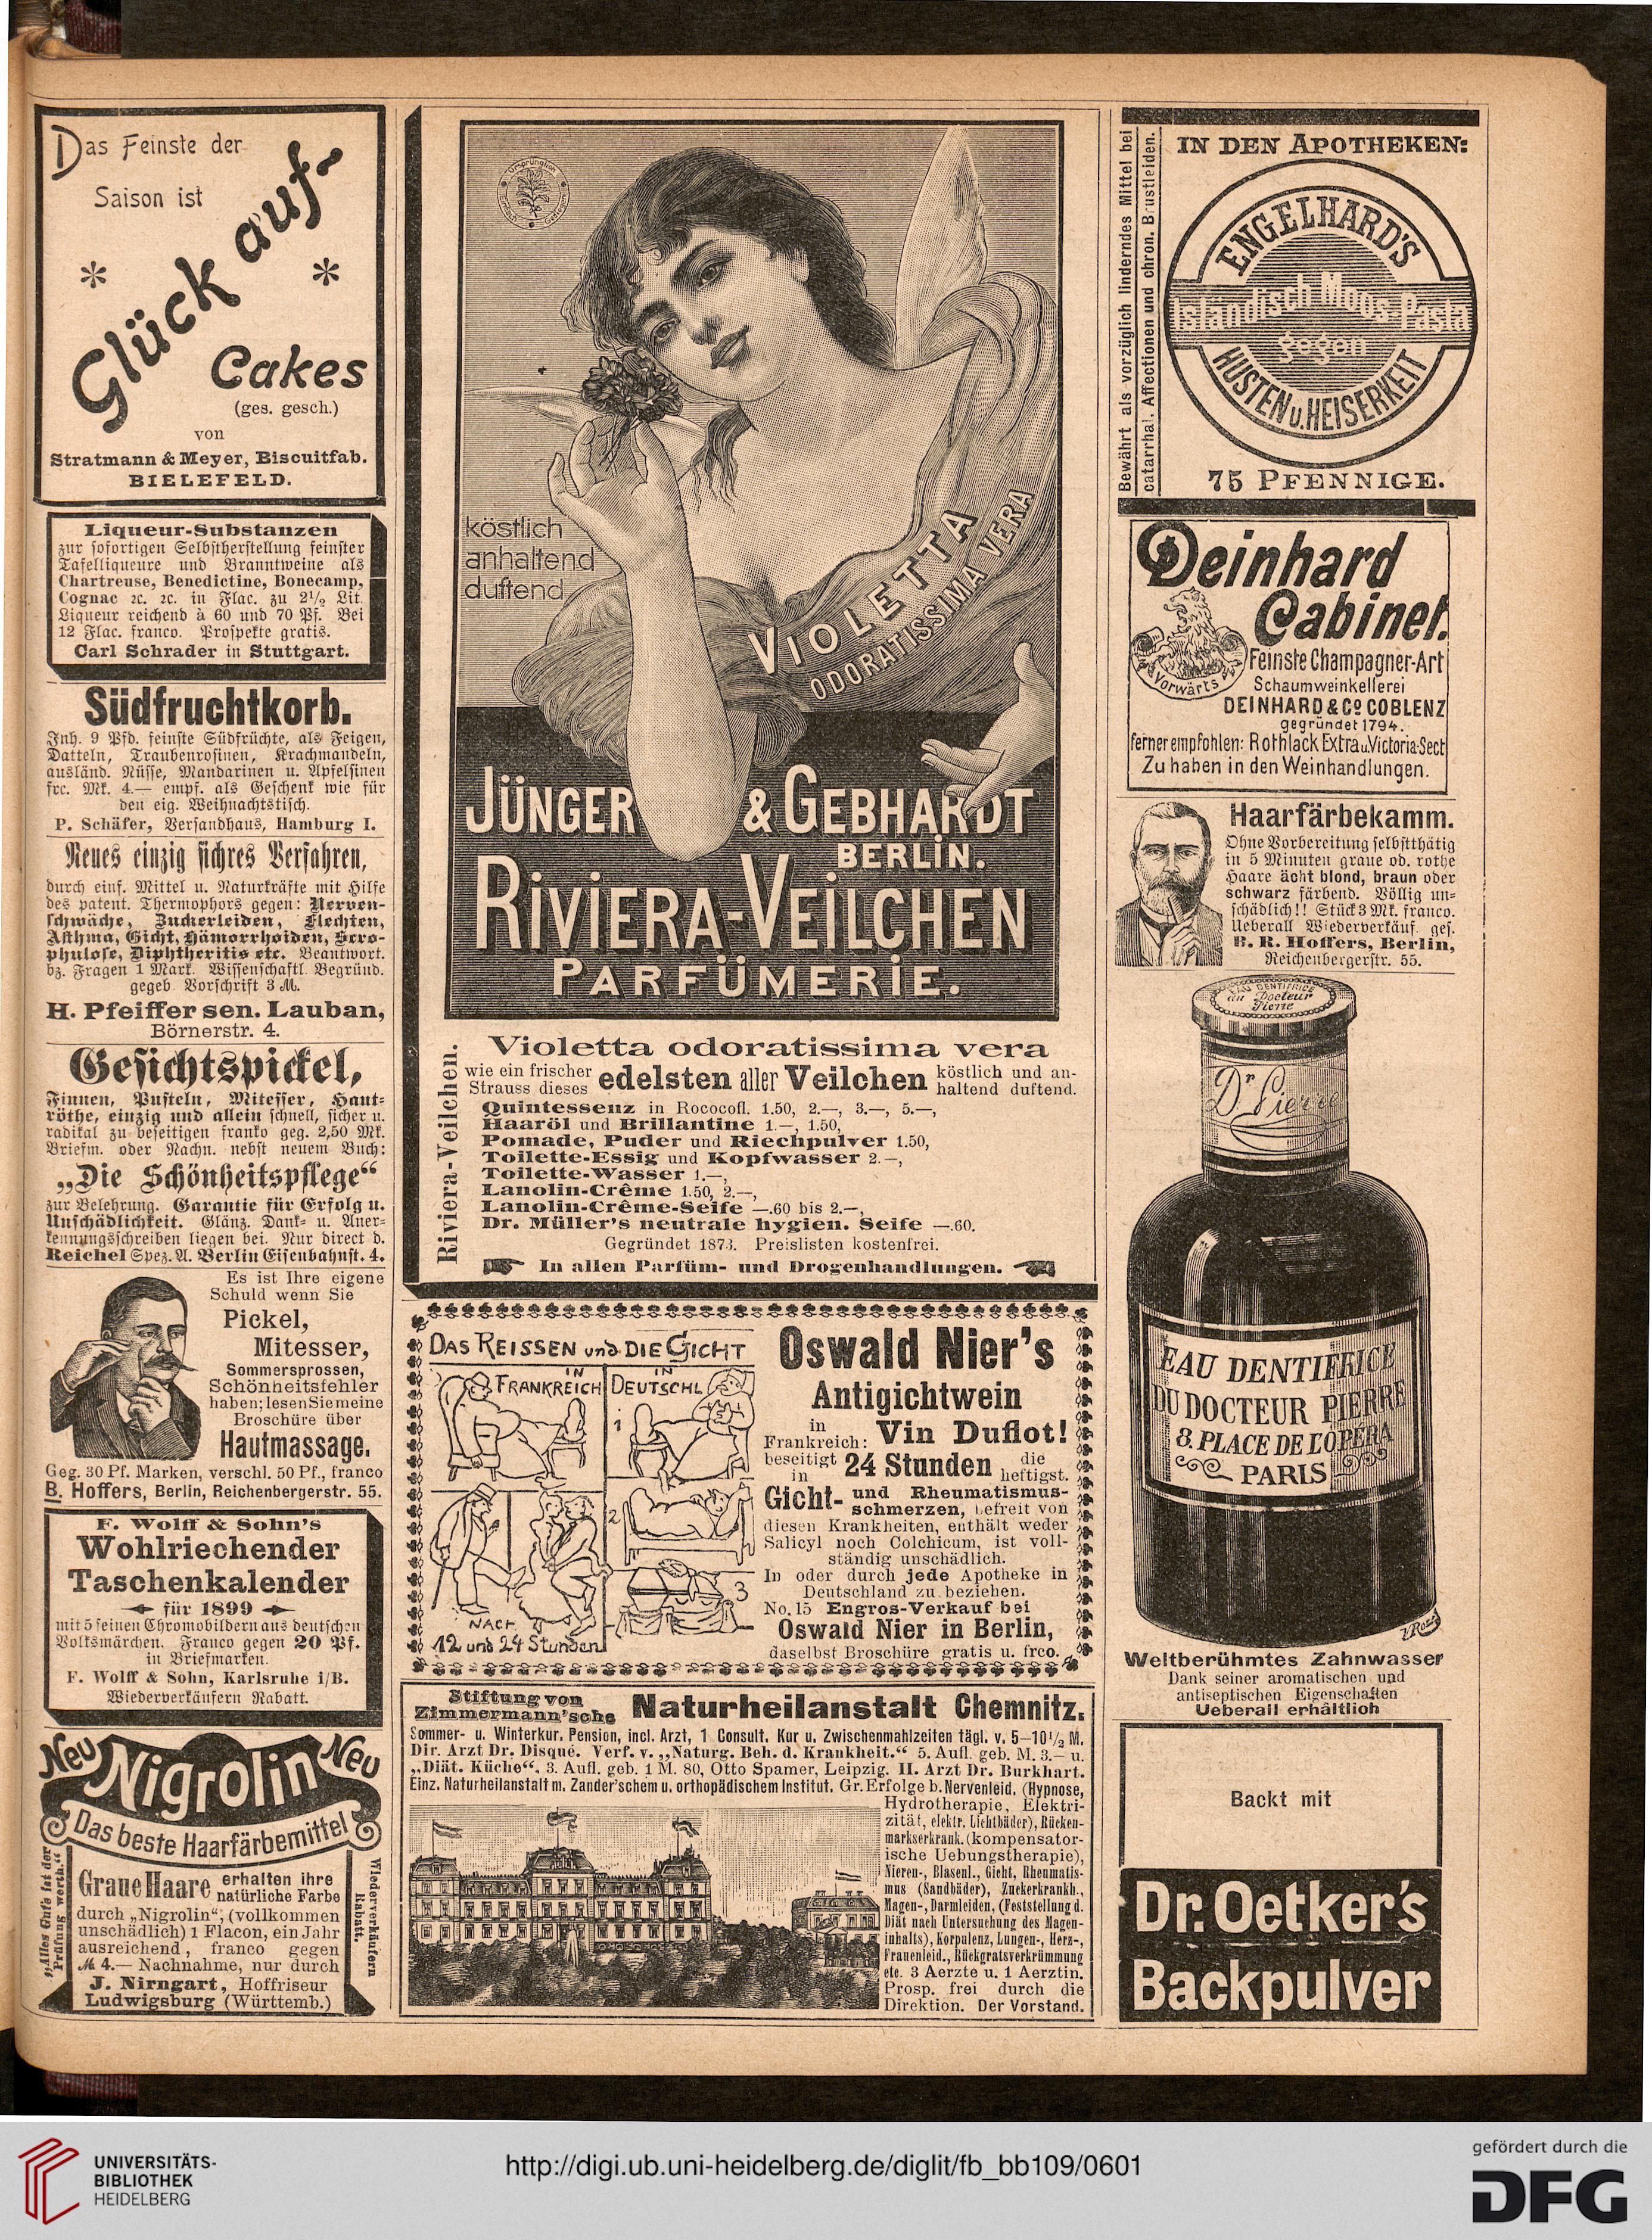 Das Feinste der
Saison ist
Glück auf-
Cakes
(ges. gesch.)
von
Stratmann & Meyer, Biscuitfab.
BIELEFELD.
Liqueur-Substanzen
zur sofortigen Selbstherstellung feinster
Tafelliqueure und Branntweine als
Chartreuse, Benedictine, Bonecamp,
Cognac ꝛc. ꝛc. in Flac. zu 2½ Lit.
Liqueur reichend à 60 und 70 Pf. Bei
12 Flac. franco. Prospekte gratis.
Carl Schrader in Stuttgart.
Südfruchtkorb.
Inh. 9 Pfd. feinste Südfrüchte, als Feigen,
Datteln, Traubenrosinen, Krachmandeln,
ausländ. Nüsse, Mandarinen u. Apfelsinen
frc. Mk. 4.— empf. als Geschenk wie für
den eig. Weihnachtstisch.
P. Schäfer, Versandhaus, Hamburg I.
Neues einzig sichres Verfahren,
durch einf. Mittel u. Naturkräfte mit Hilfe
des patent. Thermophors gegen: Nerven-
schwäche, Zuckerleiden, Flechten,
Asthma, Gicht, Hämorrhoiden, Scro-
phulose, Diphtheritis etc. Beantwort.
bz. Fragen 1 Mark. Wissenschaftl. Begründ.
gegeb. Vorschrift 3 M.
H. Pfeiffer sen. Lauban,
Börnerstr. 4.
Gesichtspickel,
Finnen, Pusteln, Mitesser, Haut-
röthe, einzig und allein schnell, sicher u.
radikal zu beseitigen franko geg. 2,50 Mk.
Briefm. oder Nachn. nebst neuem Buch:
„Die Schönheitspflege“
zur Belehrung. Garantie für Erfolg u.
Unschädlichkeit. Glänz. Dank- u. Aner-
kennungsschreiben liegen bei. Nur direct d.
Reichel Spez. A. Berlin Eisenbahnst. 4.
Es ist Ihre eigene
Schuld wenn Sie
Pickel,
Mitesser,
Sommersprossen,
Schönheitsfehler
haben; lesen Sie meine
Broschüre über
Hautmassage.
Geg. 30 Pf. Marken, verschl. 50 Pf., franco
B. Hoffers, Berlin, Reichenbergerstr. 55.
F. Wolff & Sohn's
Wohlriechender
Taschenkalender
für 1899
mit 5 feinen Chromobildern aus deutschen
Volksmärchen. Franco gegen 20 Pf.
in Briefmarken.
F. Wolff & Sohn, Karlsruhe i/B.
Wiederverkäufern Rabatt.
Neu Nigrolin Neu
Das beste Haarfärbemittel
„Alles Gute ist der
Prüfung werth.“
Graue Haare erhalten ihre
natürliche Farbe
durch „Nigrolin“; (vollkommen
unschädlich) 1 Flacon, ein Jahr
ausreichend, franco gegen
M 4.— Nachnahme, nur durch
J. Nirngart, Hoffriseur
Ludwigsburg (Württemb.)
Wiederverkäufern
Rabatt.
köstlich
anhaltend
duftend
VIOLETTA
ODORATISSIMA VERA
JÜNGER & GEBHARDT
BERLIN.
RIVIERA-VEILCHEN
PARFÜMERIE.
Riviera-Veilchen.
Violetta odoratissima vera
wie ein frischer
Strauss dieses edelsten aller Veilchen köstlich und an-
haltend duftend.
Quintessenz in Rococofl. 1.50, 2.—, 3.—, 5.—,
Haaröl und Brillantine 1.—, 1.50,
Pomade, Puder und Riechpulver 1.50,
Toilette-Essig und Kopfwasser 2.—,
Toilette-Wasser 1.—,
Lanolin-Crême 1.50, 2.—,
Lanolin-Crême-Seife —.60 bis 2.—,
Dr. Müller's neutrale hygien. Seife —.60.
Gegründet 1873. Preislisten kostenfrei.
In allen Parfüm- und Drogenhandlungen.
DAS REISSEN und DIE GICHT
IN FRANKREICH
IN DEUTSCHL
1
2
3
NACH
12 und 24 Stunden
Oswald Nier's
Antigichtwein
in
Frankreich: Vin Duflot!
beseitigt
in 24 Stunden die
heftigst.
Gicht- und Rheumatismus-
schmerzen, befreit von
diesen Krankheiten, enthält weder
Salicyl noch Colchicum, ist voll-
ständig unschädlich.
In oder durch jede Apotheke in
Deutschland zu beziehen.
No. 15 Engros-Verkauf bei
Oswald Nier in Berlin,
daselbst Broschüre gratis u. frco.
Stiftung von
Zimmermann'sche Naturheilanstalt Chemnitz.
Sommer- u. Winterkur. Pension, incl. Arzt, 1 Consult. Kur u. Zwischenmahlzeiten tägl. v. 5—10½ M.
Dir. Arzt Dr. Disqué. Verf. v. „Naturg. Beh. d. Krankheit.“ 5. Aufl. geb. M. 3.— u.
„Diät. Küche“. 3. Aufl. geb. 1 M. 80, Otto Spamer, Leipzig. II. Arzt Dr. Burkhart.
Einz. Naturheilanstalt m. Zander'schem u. orthopädischem Institut. Gr. Erfolge b. Nervenleid. (Hypnose,
Hydrotherapie, Elektri-
zität, elektr. Lichtbäder), Rücken-
markserkrank. (kompensator-
ische Uebungstherapie),
Nieren-, Blasenl., Gicht, Rheumatis-
mus (Sandbäder), Zuckerkrankh.,
Magen-, Darmleiden, (Feststellung d.
Diät nach Untersuchung des Magen-
inhalts), Korpulenz, Lungen-, Herz-,
Frauenleid., Rückgratsverkrümmung
etc. 3 Aerzte u. 1 Aerztin.
Prosp. frei durch die
Direktion. Der Vorstand.
Bewährt als vorzüglich linderndes Mittel bei
catarrhal. Affectionen und chron. Brustleiden.
IN DEN APOTHEKEN:
ENGELHARD'S
Isländisch Moos-Pasta
gegen
HUSTEN u. HEISERKEIT
75 PFENNIGE.
Deinhard
Cabinet.
Vorwärts
Feinste Champagner-Art
Schaumweinkellerei
DEINHARD & Co COBLENZ
gegründet 1794.
ferner empfohlen: Rothlack Extra u. Victoria-Sect
Zu haben in den Weinhandlungen.
Haarfärbekamm.
Ohne Vorbereitung selbstthätig
in 5 Minuten graue od. rothe
Haare ächt blond, braun oder
schwarz färbend. Völlig un-
schädlich!! Stück 3 Mk. franco.
Ueberall Wiederverkäuf. ges.
B. R. Hoffers, Berlin,
Reichenbergerstr. 55.
EAU DENTIFRICE
du Docteur
Pierre
Dr Pierre
EAU DENTIFRICE
DU DOCTEUR PIERRE
8. PLACE DE L'OPÉRA
PARIS
Weltberühmtes Zahnwasser
Dank seiner aromatischen und
antiseptischen Eigenschaften
Ueberall erhältlich
Backt mit
Dr. Oetker's
Backpulver
UNIVERSITÄTS-
BIBLIOTHEK
HEIDELBERG
http://digi.ub.uni-heidelberg.de/diglit/fb_bb109/0601
gefördert durch die
DFG